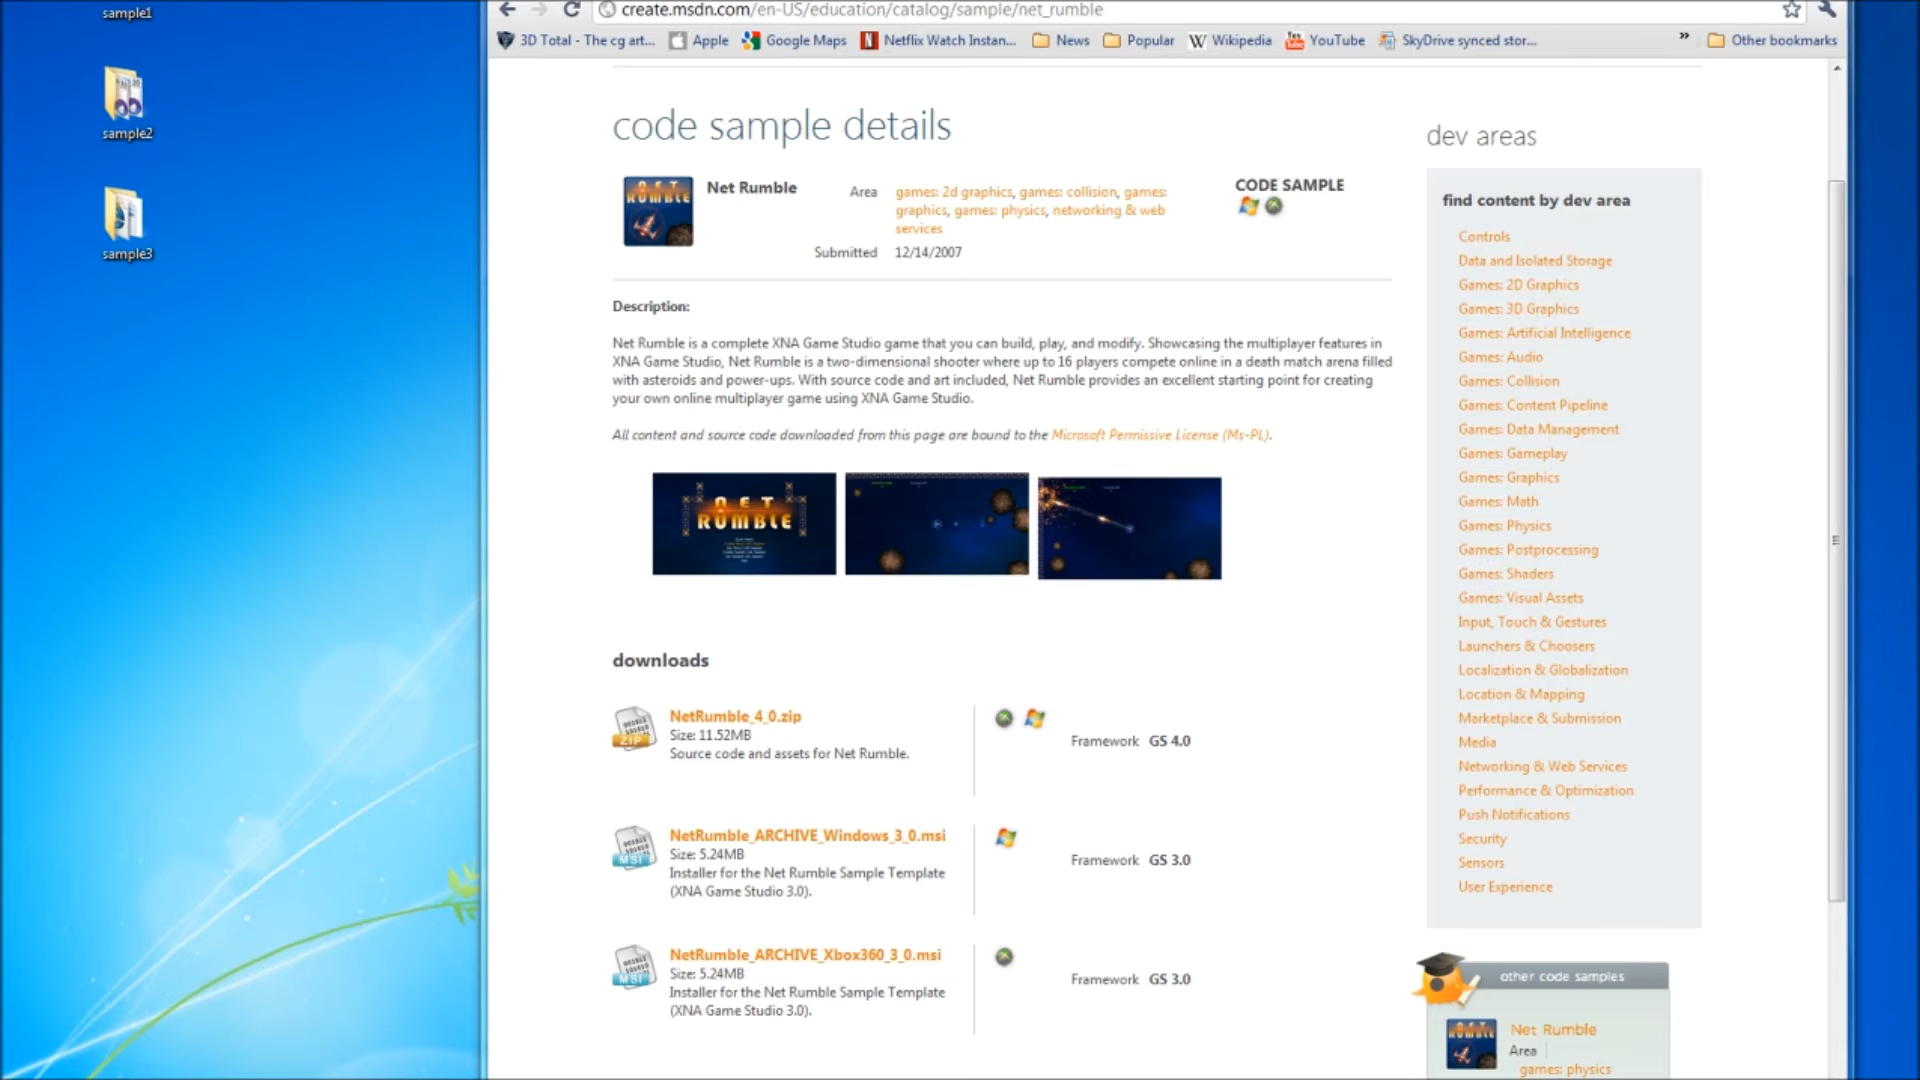 sample1
sample2
sample3
create.msdn.com/en-US/education/catalog/sample/net_rumble
3D Total - The cg art...
Apple
Google Maps
Netflix Watch Instan...
News
Popular
Wikipedia
YouTube
SkyDrive synced stor...
»
Other bookmarks
code sample details
NET
RUMBLE
Net Rumble
Area
games: 2d graphics, games: collision, games:
graphics, games: physics, networking & web
services
Submitted 12/14/2007
CODE SAMPLE
Description:
Net Rumble is a complete XNA Game Studio game that you can build, play, and modify. Showcasing the multiplayer features in
XNA Game Studio, Net Rumble is a two-dimensional shooter where up to 16 players compete online in a death match arena filled
with asteroids and power-ups. With source code and art included, Net Rumble provides an excellent starting point for creating
your own online multiplayer game using XNA Game Studio.
All content and source code downloaded from this page are bound to the Microsoft Permissive License (Ms-PL).
NET
RUMBLE
downloads
ZIP
NetRumble_4_0.zip
Size: 11.52MB
Source code and assets for Net Rumble.
Framework GS 4.0
MSI
NetRumble_ARCHIVE_Windows_3_0.msi
Size: 5.24MB
Installer for the Net Rumble Sample Template
(XNA Game Studio 3.0).
Framework GS 3.0
MSI
NetRumble_ARCHIVE_Xbox360_3_0.msi
Size: 5.24MB
Installer for the Net Rumble Sample Template
(XNA Game Studio 3.0).
Framework GS 3.0
dev areas
find content by dev area
Controls
Data and Isolated Storage
Games: 2D Graphics
Games: 3D Graphics
Games: Artificial Intelligence
Games: Audio
Games: Collision
Games: Content Pipeline
Games: Data Management
Games: Gameplay
Games: Graphics
Games: Math
Games: Physics
Games: Postprocessing
Games: Shaders
Games: Visual Assets
Input, Touch & Gestures
Launchers & Choosers
Localization & Globalization
Location & Mapping
Marketplace & Submission
Media
Networking & Web Services
Performance & Optimization
Push Notifications
Security
Sensors
User Experience
other code samples
RUMBLE
Net Rumble
Area
games: physics